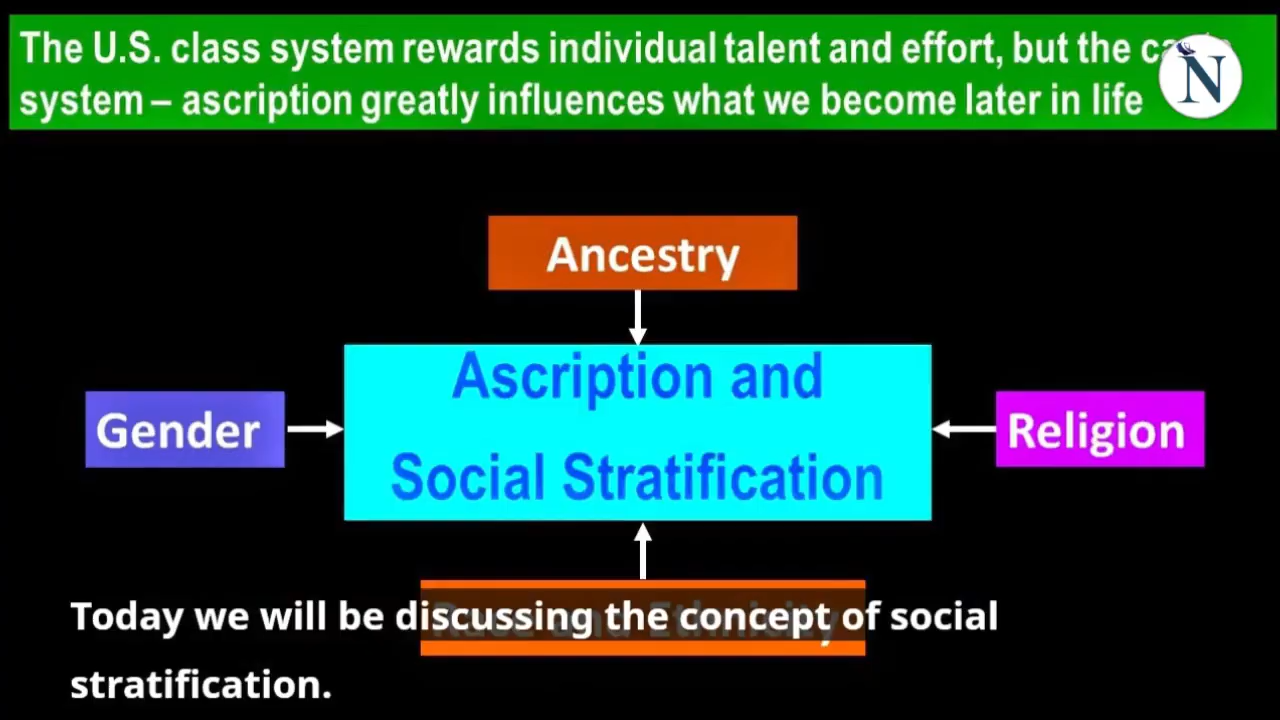 The U.S. class system rewards individual talent and effort, but the
system – ascription greatly influences what we become later in life
N
Ancestry
Ascription and
Social Stratification
Gender
Religion
Today we will be discussing the concept of social
stratification.